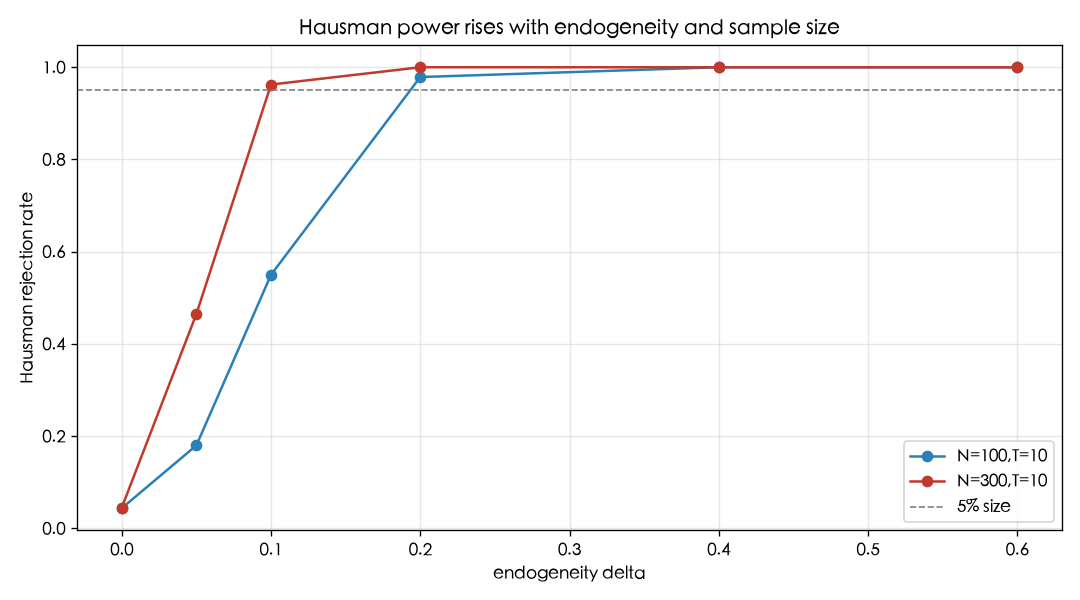 Hausman power rises with endogeneity and sample size
Hausman rejection rate
1.0
0.8
0.6
0.4
0.2
0.0
0.0 0.1 0.2 0.3 0.4 0.5 0.6
endogeneity delta
N=100,T=10
N=300,T=10
5% size